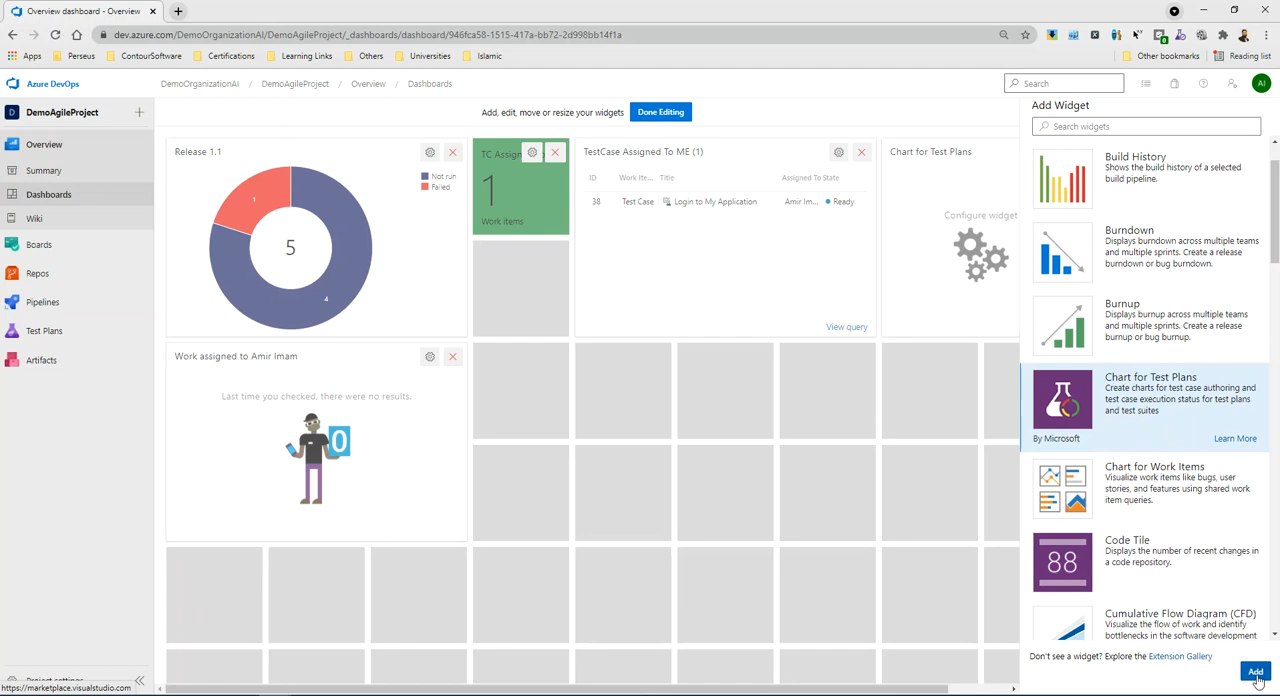 Overview dashboard - Overview
dev.azure.com/DemoOrganizationAI/DemoAgileProject/_dashboards/dashboard/946fca58-1515-417a-bb72-2d998bb14f1a
Apps
Perseus
ContourSoftware
Certifications
Learning Links
Others
Universities
Islamic
Other bookmarks
Reading list
Azure DevOps
DemoOrganizationAI / DemoAgileProject / Overview / Dashboards
Search
AI
D
DemoAgileProject
Overview
Summary
Dashboards
Wiki
Boards
Repos
Pipelines
Test Plans
Artifacts
https://marketplace.visualstudio.com
Add, edit, move or resize your widgets
Done Editing
Release 1.1
Not run
Failed
1
5
4
TC Assign
1
Work items
TestCase Assigned To ME (1)
ID
Work Ite...
Title
Assigned To
State
38
Test Case
Login to My Application
Amir Im...
Ready
View query
Chart for Test Plans
Configure widget
Work assigned to Amir Imam
Last time you checked, there were no results.
0
Add Widget
Search widgets
Build History
Shows the build history of a selected
build pipeline.
Burndown
Displays burndown across multiple teams
and multiple sprints. Create a release
burndown or bug burndown.
Burnup
Displays burnup across multiple teams
and multiple sprints. Create a release
burnup or bug burnup.
Chart for Test Plans
Create charts for test case authoring and
test case execution status for test plans
and test suites
By Microsoft
Learn More
Chart for Work Items
Visualize work items like bugs, user
stories, and features using shared work
item queries.
88
Code Tile
Displays the number of recent changes in
a code repository.
Cumulative Flow Diagram (CFD)
Visualize the flow of work and identify
bottlenecks in the software development
Don't see a widget? Explore the Extension Gallery
Add